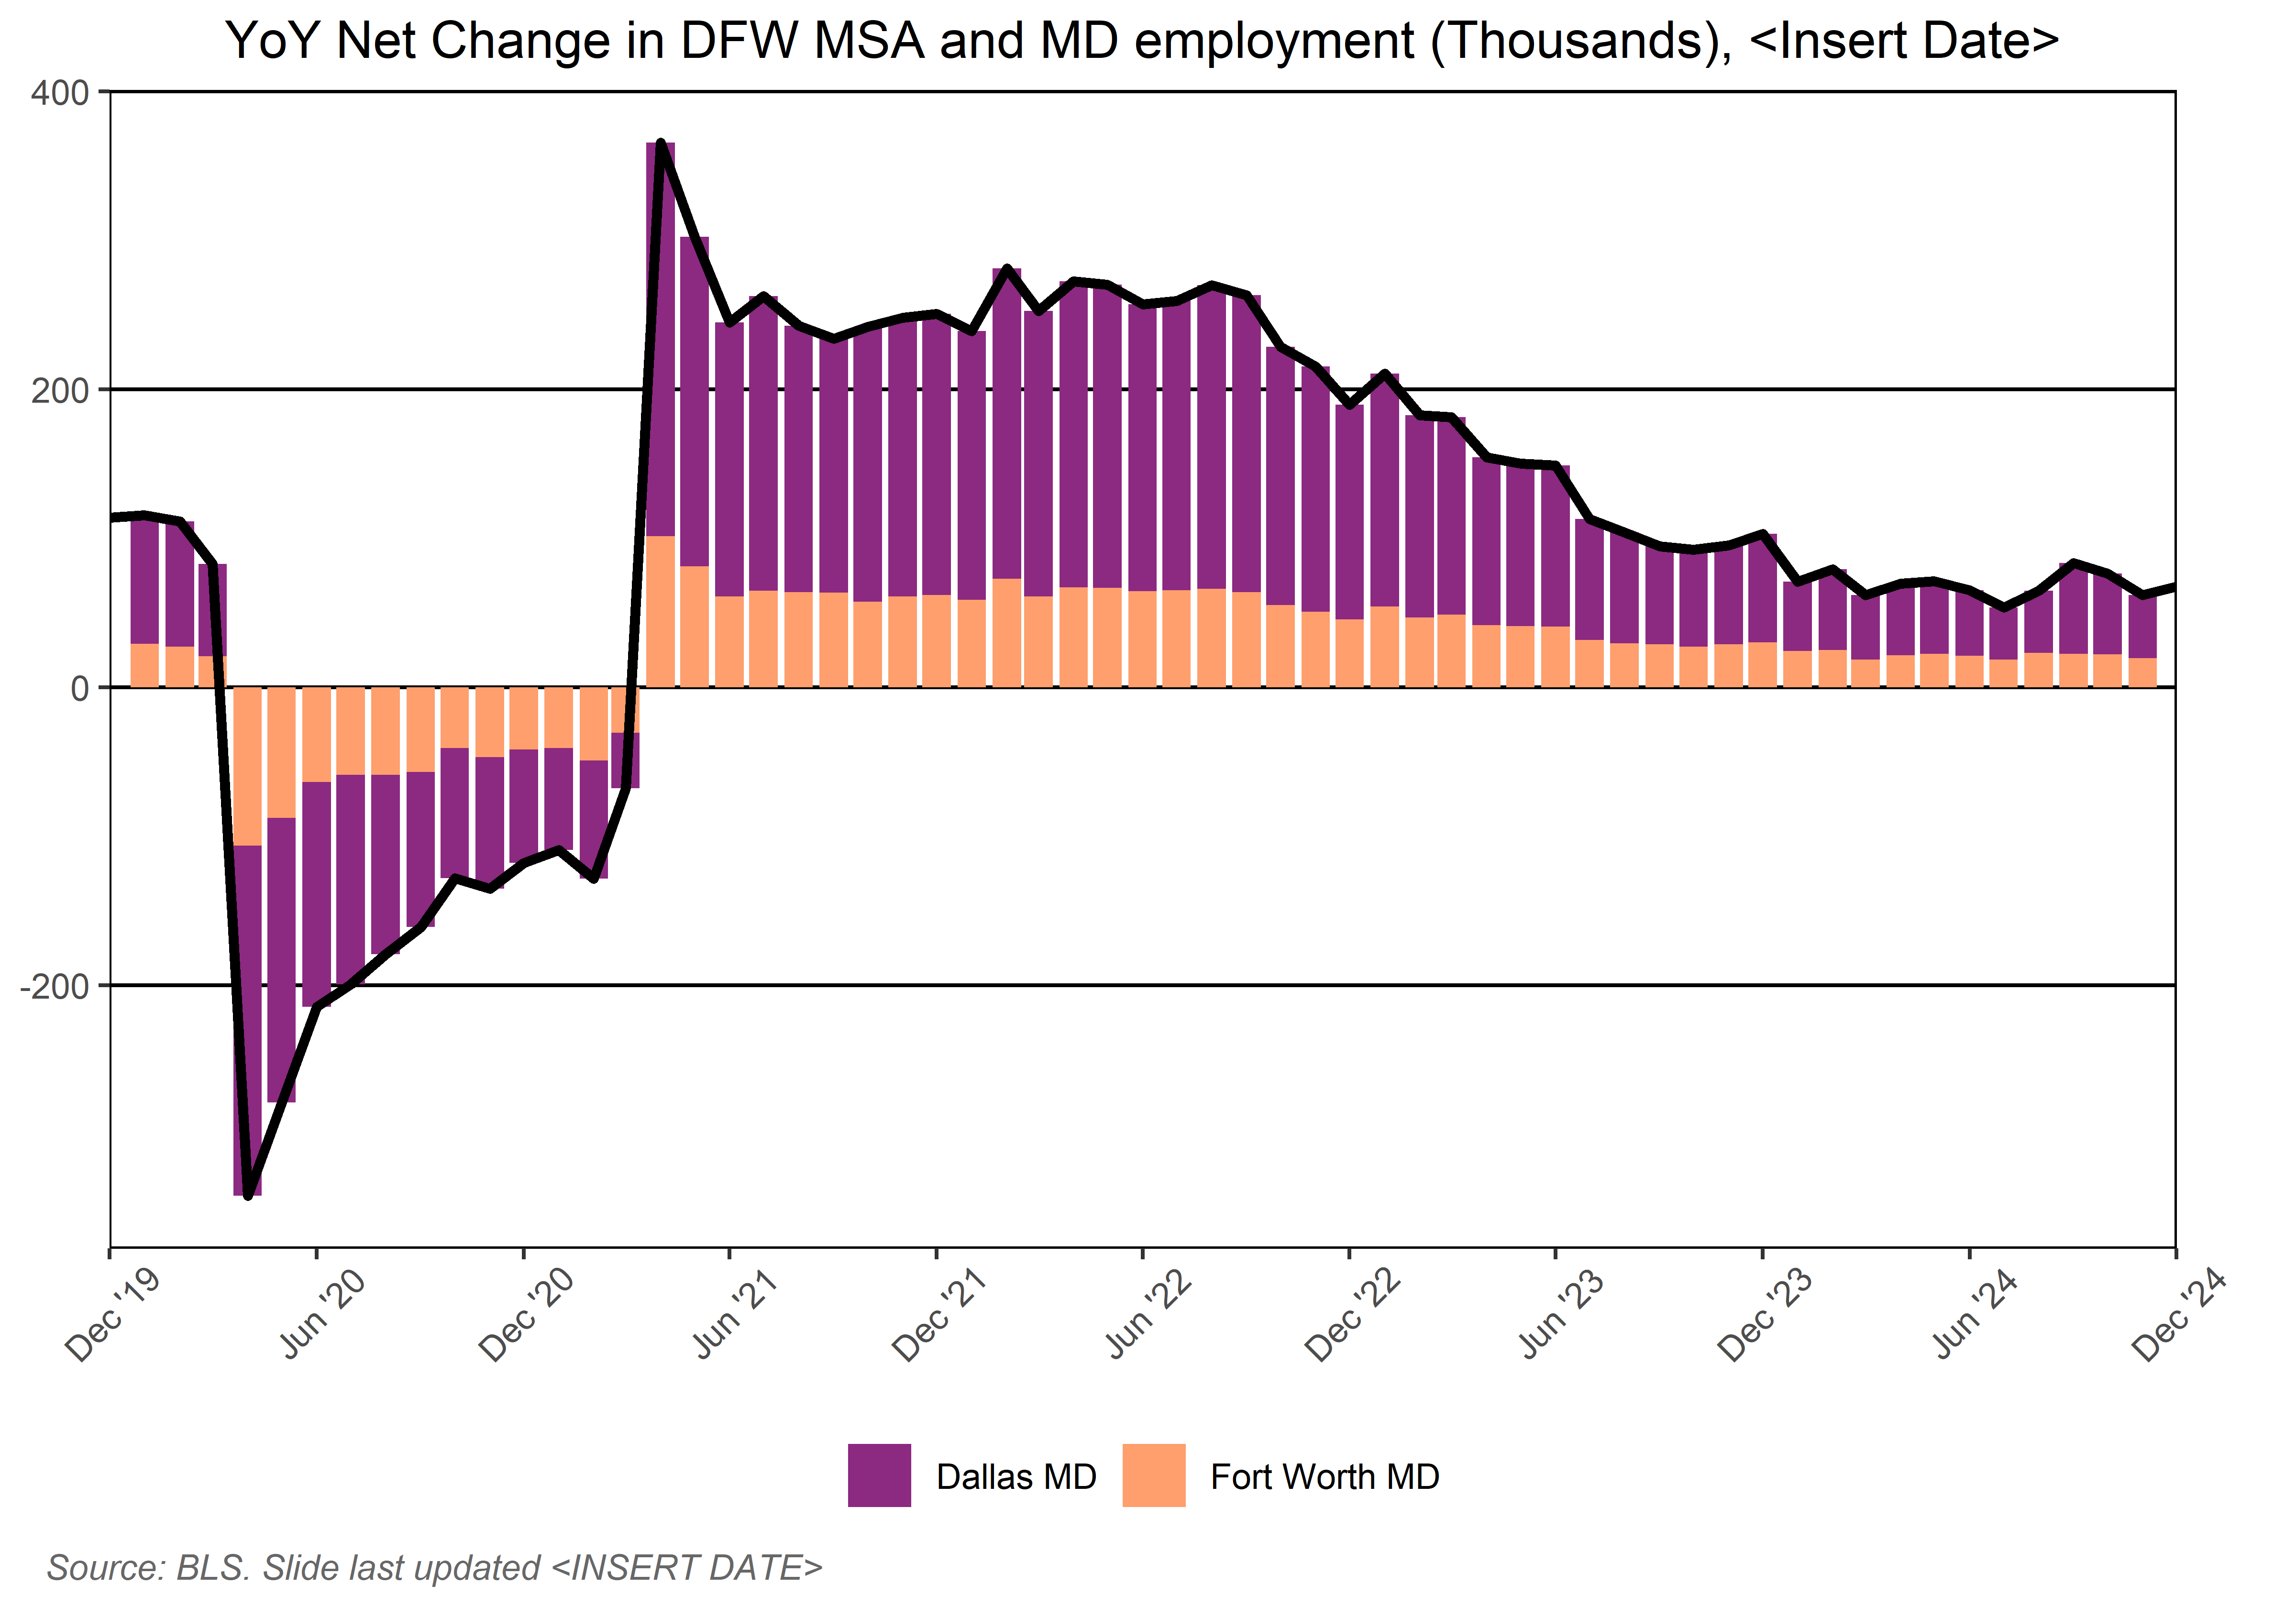 YoY Net Change in DFW MSA and MD employment (Thousands), <Insert Date>
400
200
0
-200
Dec '19
Jun '20
Dec '20
Jun '21
Dec '21
Jun '22
Dec '22
Jun '23
Dec '23
Jun '24
Dec '24
Dallas MD
Fort Worth MD
Source: BLS. Slide last updated <INSERT DATE>